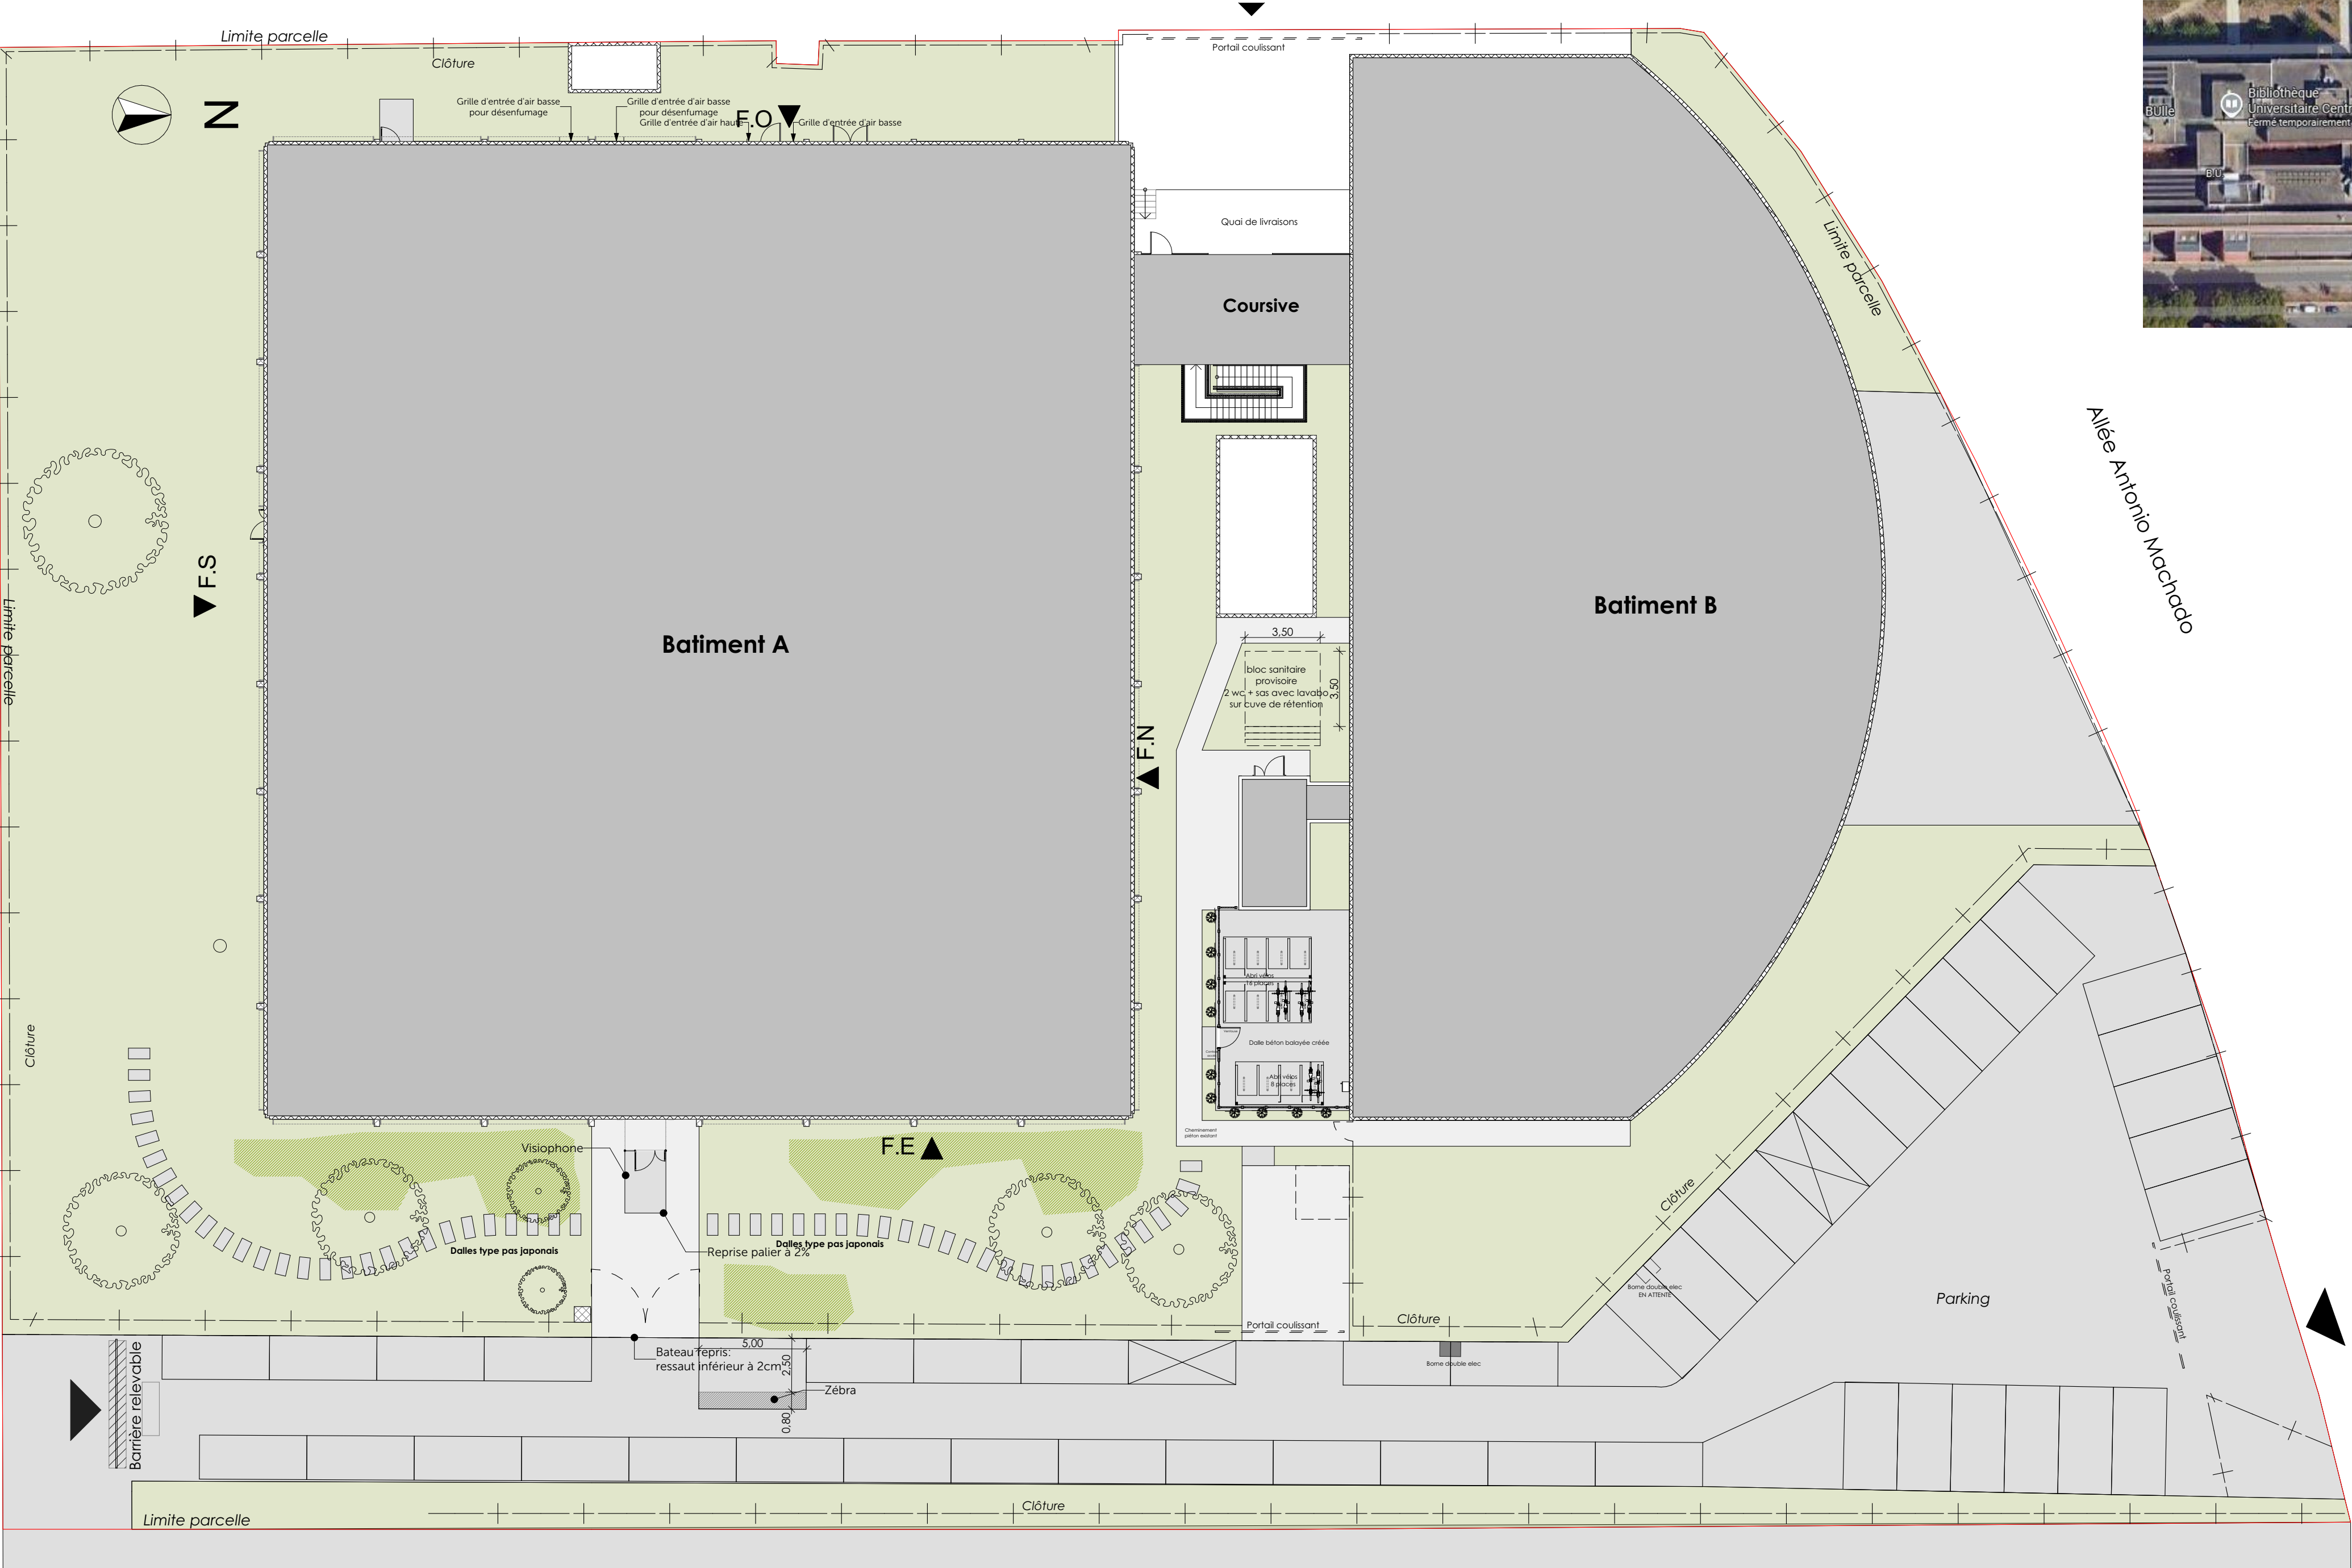 Limite parcelle
Clôture
Portail coulissant
N
Grille d'entrée d'air basse
pour désenfumage
Grille d'entrée d'air basse
pour désenfumage
Grille d'entrée d'air haute
F.O
Grille d'entrée d'air basse
BUlle
Bibliothèque
Universitaire Centr
Fermé temporairement
B.U.
Quai de livraisons
Coursive
Limite parcelle
Allée Antonio Machado
F.S
Limite parcelle
Batiment A
Batiment B
3,50
bloc sanitaire
provisoire
2 wc + sas avec lavabo
sur cuve de rétention
3,50
F.N
Abri vélos
16 places
Dalle béton balayée créée
Abri vélos
8 places
Clôture
Cheminement
piéton existant
Visiophone
F.E
Dalles type pas japonais
Reprise palier à 2%
Dalles type pas japonais
Clôture
Borne double elec
EN ATTENTE
Parking
Portail coulissant
Portail coulissant
Clôture
Barrière relevable
Bateau repris:
ressaut inférieur à 2cm
5,00
2,50
Borne double elec
Zébra
0,80
Clôture
Limite parcelle